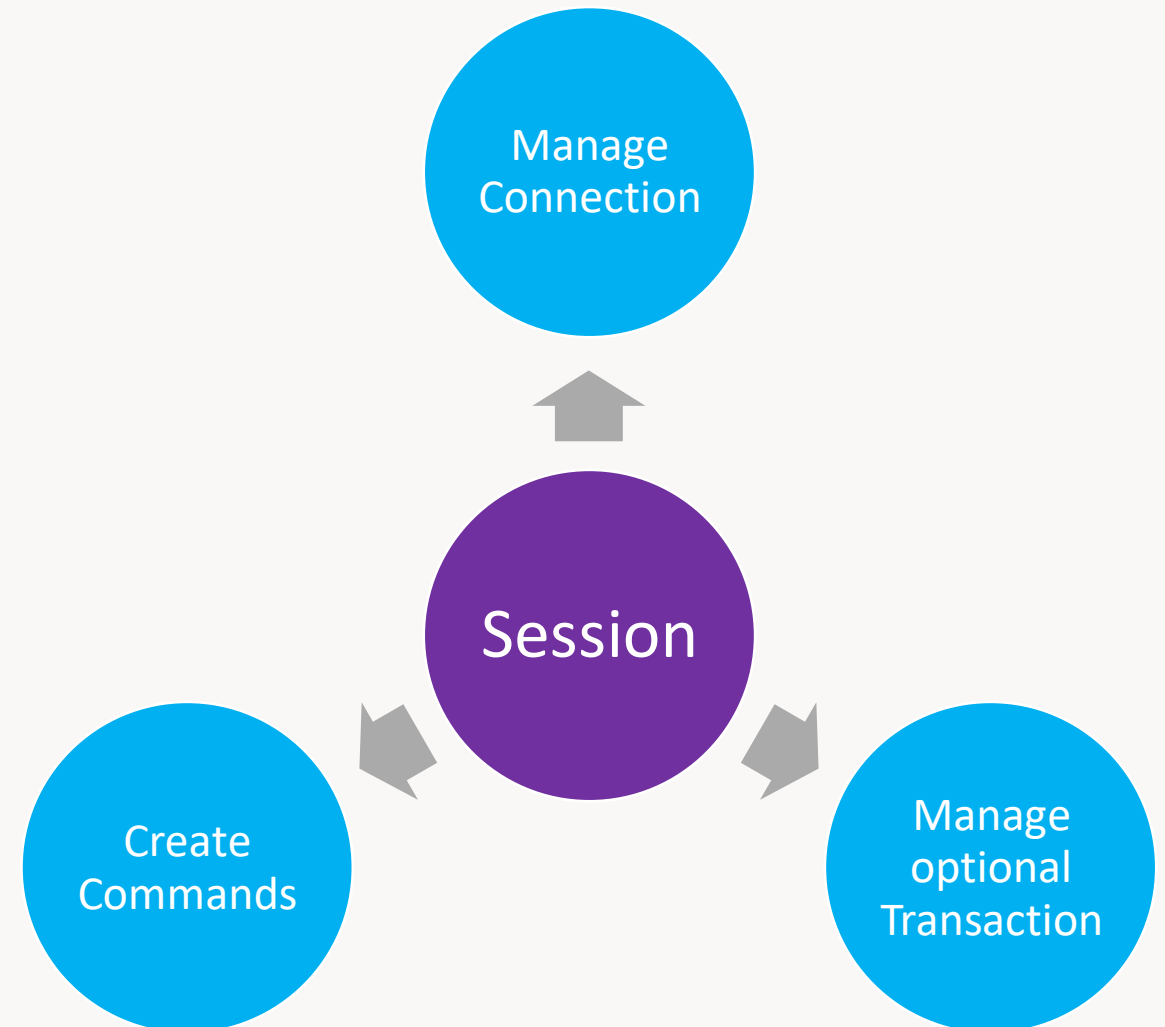 Manage
Connection
Session
Create
Commands
Manage
optional
Transaction